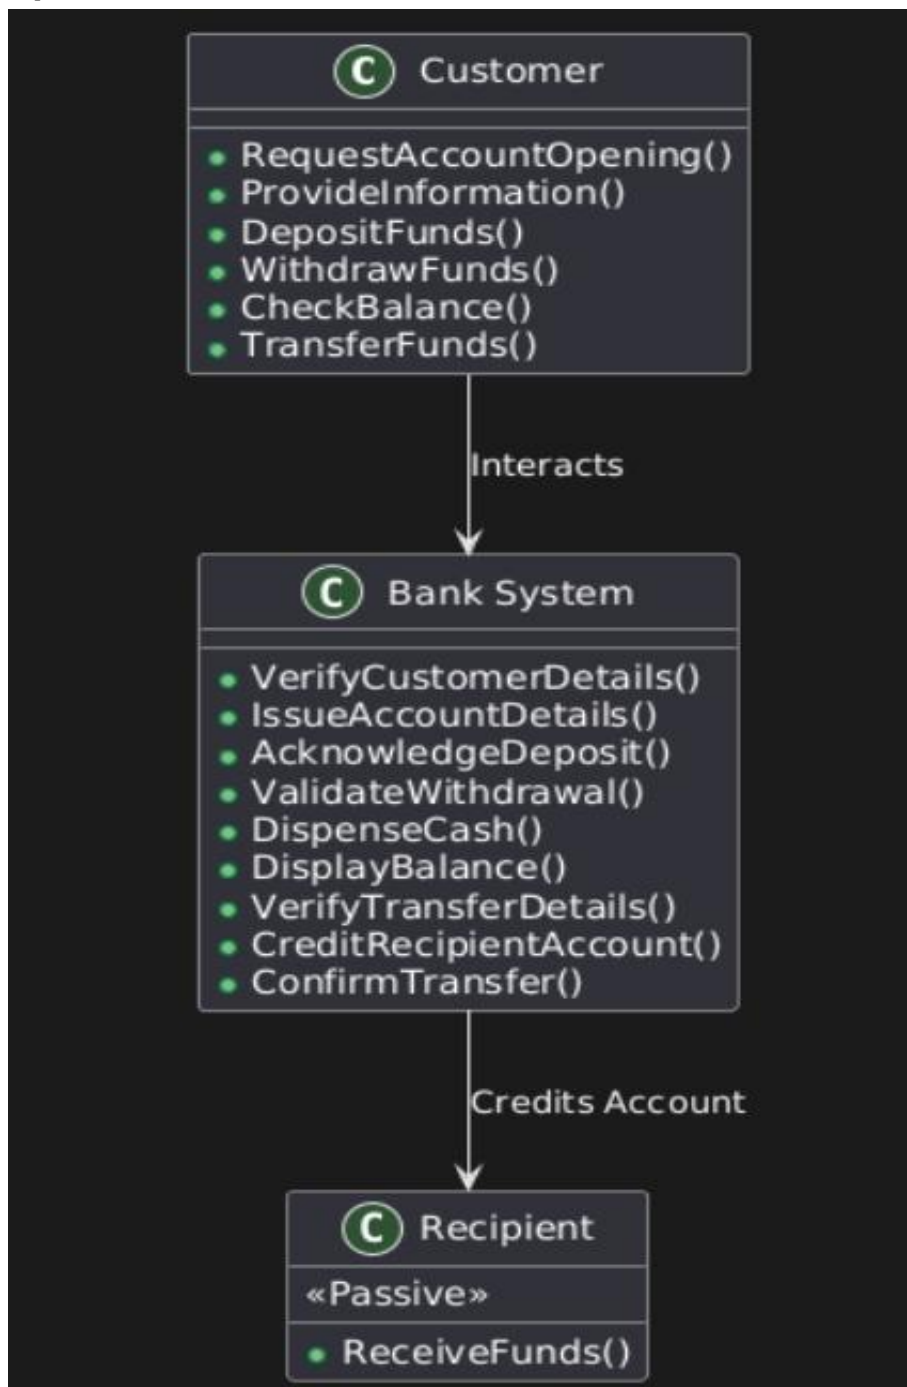 C Customer
RequestAccountOpening()
ProvideInformation()
DepositFunds()
WithdrawFunds()
CheckBalance()
TransferFunds()
Interacts
C Bank System
VerifyCustomerDetails()
IssueAccountDetails()
AcknowledgeDeposit()
ValidateWithdrawal()
DispenseCash()
DisplayBalance()
VerifyTransferDetails()
CreditRecipientAccount()
ConfirmTransfer()
Credits Account
C Recipient
«Passive»
ReceiveFunds()